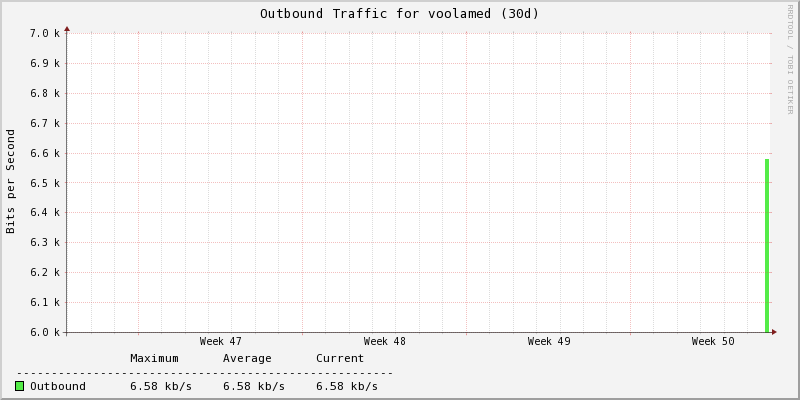 Outbound Traffic for voolamed (30d)
RRDTOOL / TOBI OETIKER
Bits per Second
7.0 k
6.9 k
6.8 k
6.7 k
6.6 k
6.5 k
6.4 k
6.3 k
6.2 k
6.1 k
6.0 k
Week 47 Week 48 Week 49 Week 50
Maximum Average Current
Outbound 6.58 kb/s 6.58 kb/s 6.58 kb/s